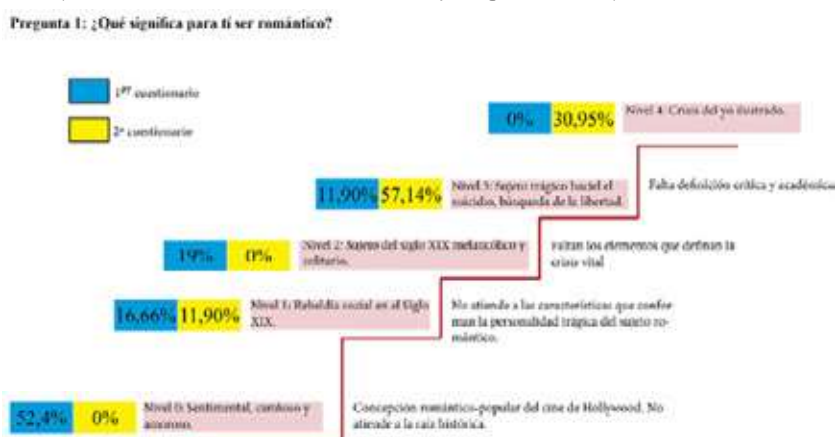 Pregunta 1: ¿Qué significa para tí ser romántico?
1er cuestionario
2º cuestionario
0% 30,95% Nivel 4: Crisis del yo ilustrado.
11,90% 57,14% Nivel 3: Sujeto trágico hacia el
suicidio, búsqueda de la libertad.
Falta definición crítica y académica
19% 0% Nivel 2: Sujeto del siglo XIX melancólico y
solitario.
Faltan los elementos que definan la
crisis vital
16,66% 11,90% Nivel 1: Rebeldía social en el Siglo
XIX.
No atiende a las características que confor
man la personalidad trágica del sujeto ro-
mántico.
52,4% 0% Nivel 0: Sentimental, cariñoso y
amoroso.
Concepción romántico-popular del cine de Hollywood. No
atiende a la raíz histórica.